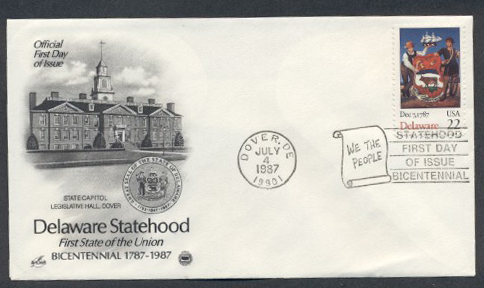 Official
First Day
of Issue
STATE CAPITOL
LEGISLATIVE HALL, DOVER
Delaware Statehood
First State of the Union
BICENTENNIAL 1787-1987
DOVER, DE
JULY
4
1987
19901
WE THE
PEOPLE
Dec 7, 1787 USA
Delaware 22
STATEHOOD
FIRST DAY
OF ISSUE
BICENTENNIAL